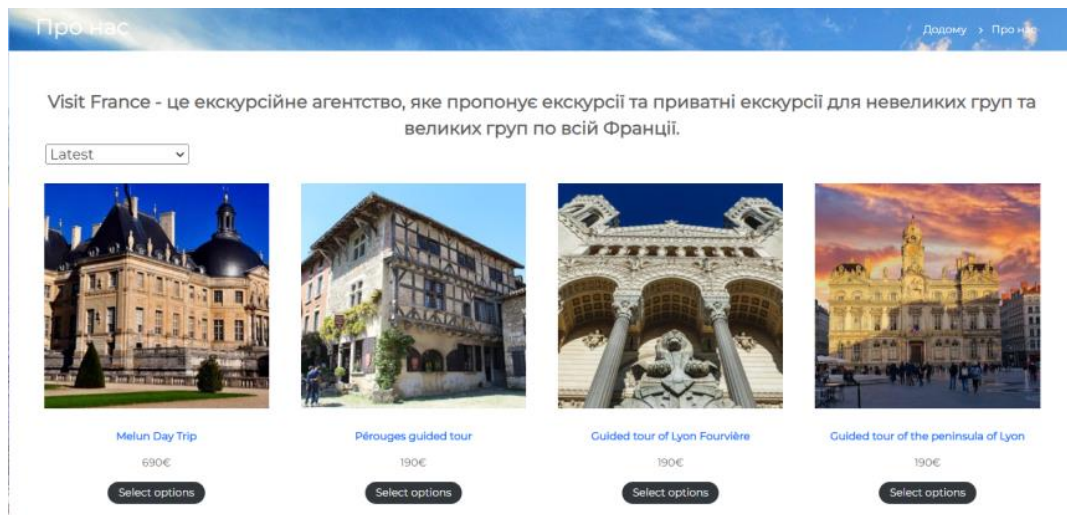 Про нас
Додому > Про нас
Visit France - це екскурсійне агентство, яке пропонує екскурсії та приватні екскурсії для невеликих груп та
великих груп по всій Франції.
Latest
Melun Day Trip
Pérouges guided tour
Guided tour of Lyon Fourvière
Guided tour of the peninsula of Lyon
690€
190€
190€
190€
Select options
Select options
Select options
Select options